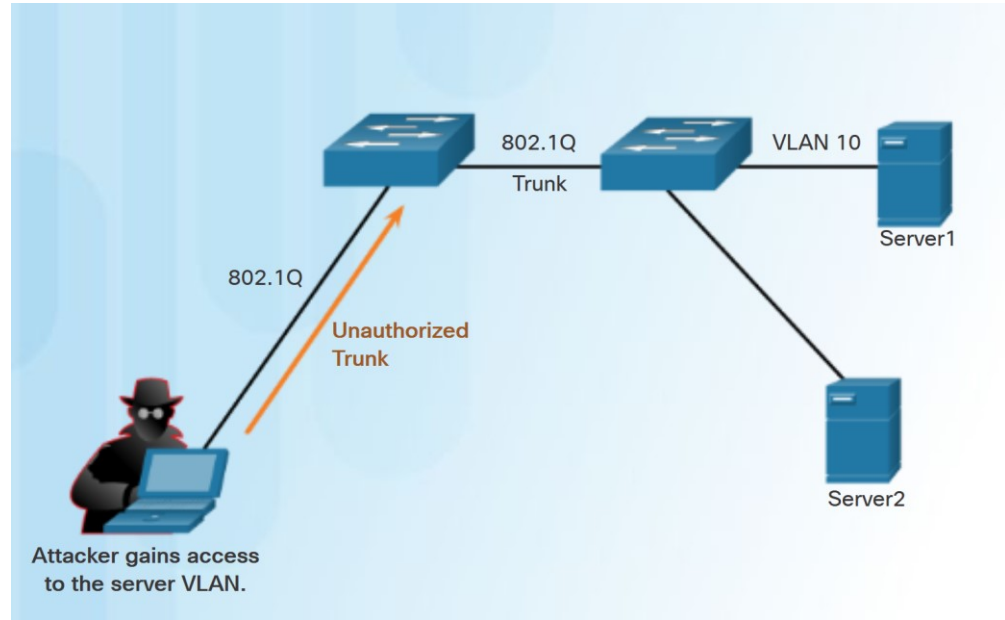 802.1Q
Trunk
VLAN 10
Server1
802.1Q
Unauthorized
Trunk
Server2
Attacker gains access
to the server VLAN.